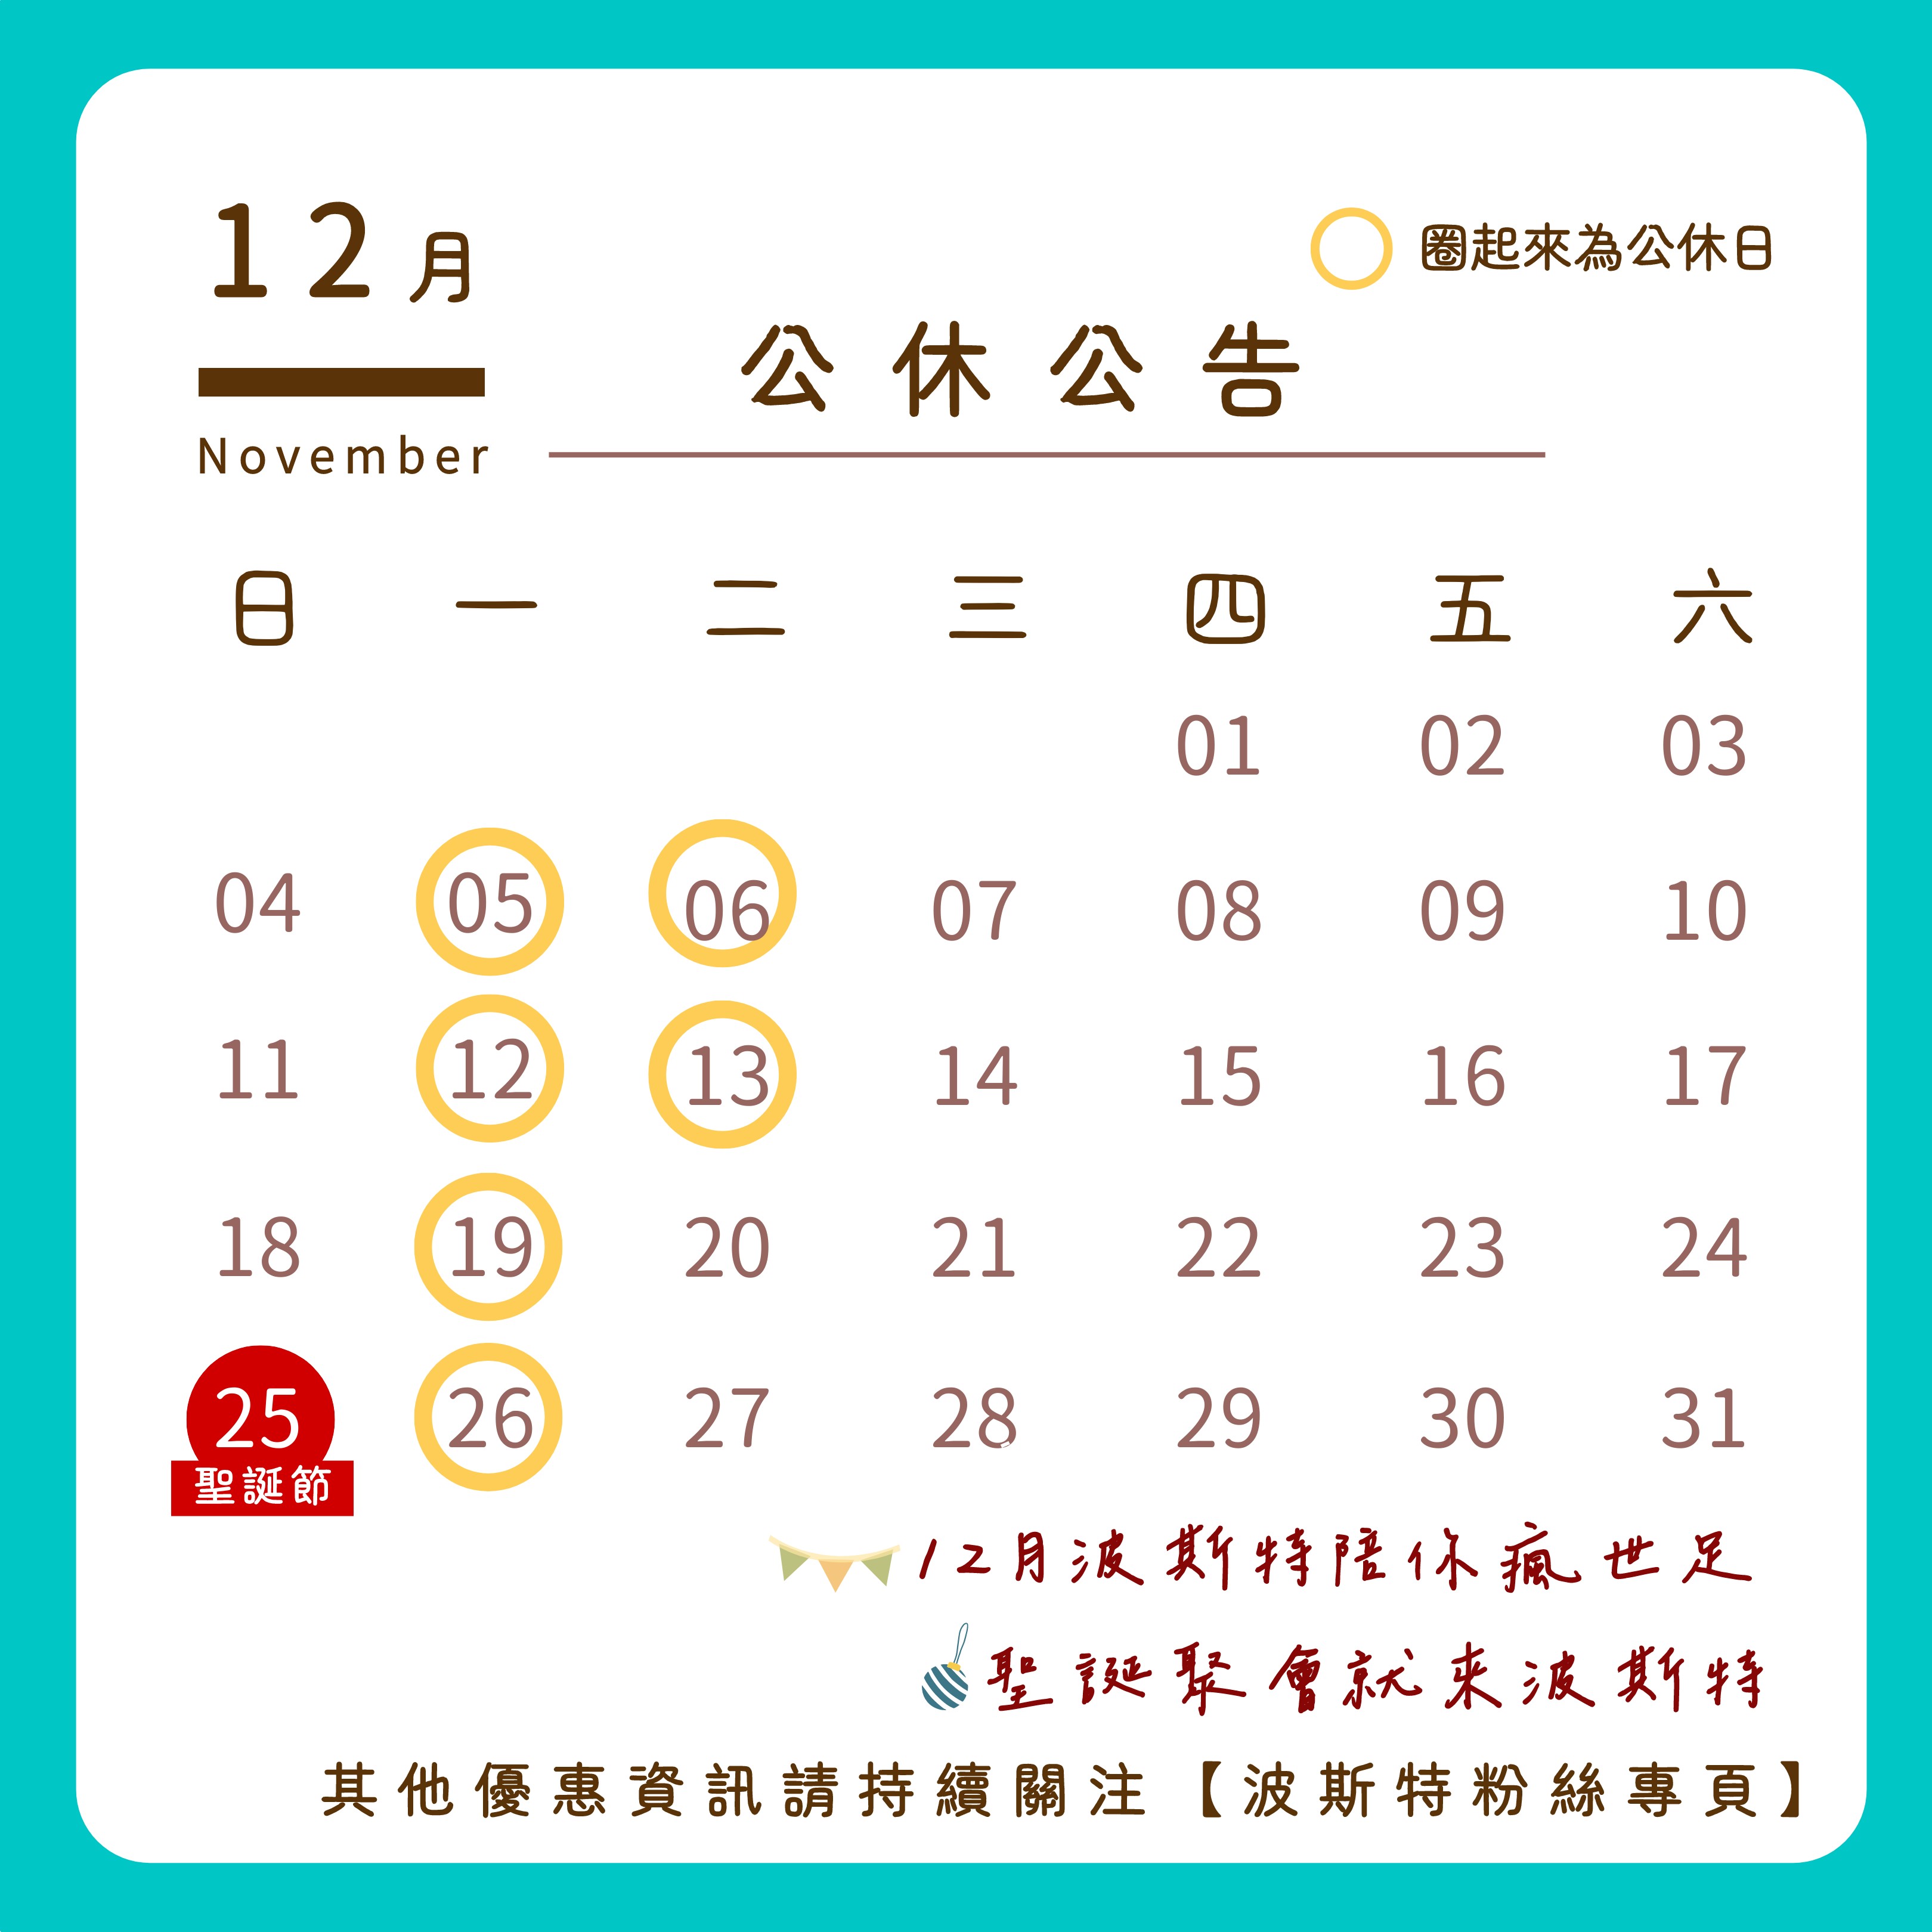 12月
圈起來為公休日
公休公告
November
日 一 二 三 四 五 六
01 02 03
04 05 06 07 08 09 10
11 12 13 14 15 16 17
18 19 20 21 22 23 24
25 26 27 28 29 30 31
聖誕節
12月波斯特陪你瘋世足
聖誕聚會就来波斯特
其他優惠資訊請持續關注【波斯特粉絲專頁】